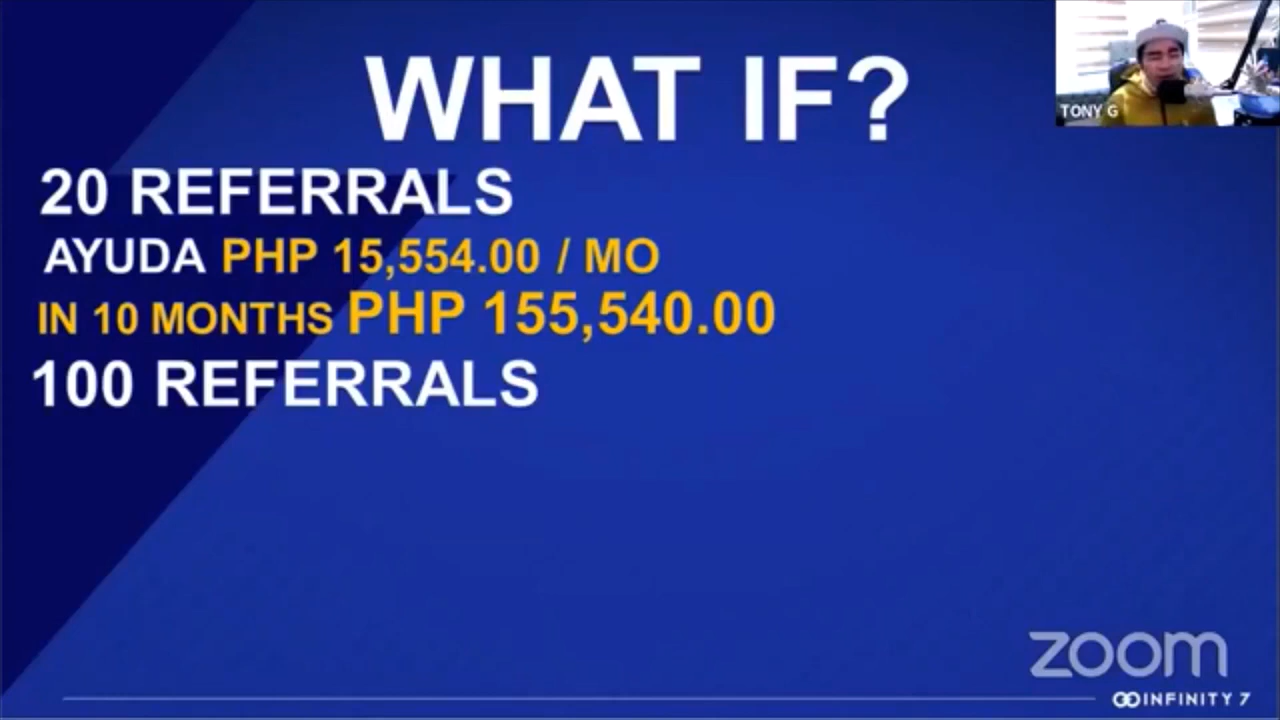 WHAT IF?
TONY G
20 REFERRALS
AYUDA PHP 15,554.00 / MO
IN 10 MONTHS PHP 155,540.00
100 REFERRALS
zoom
INFINITY 7